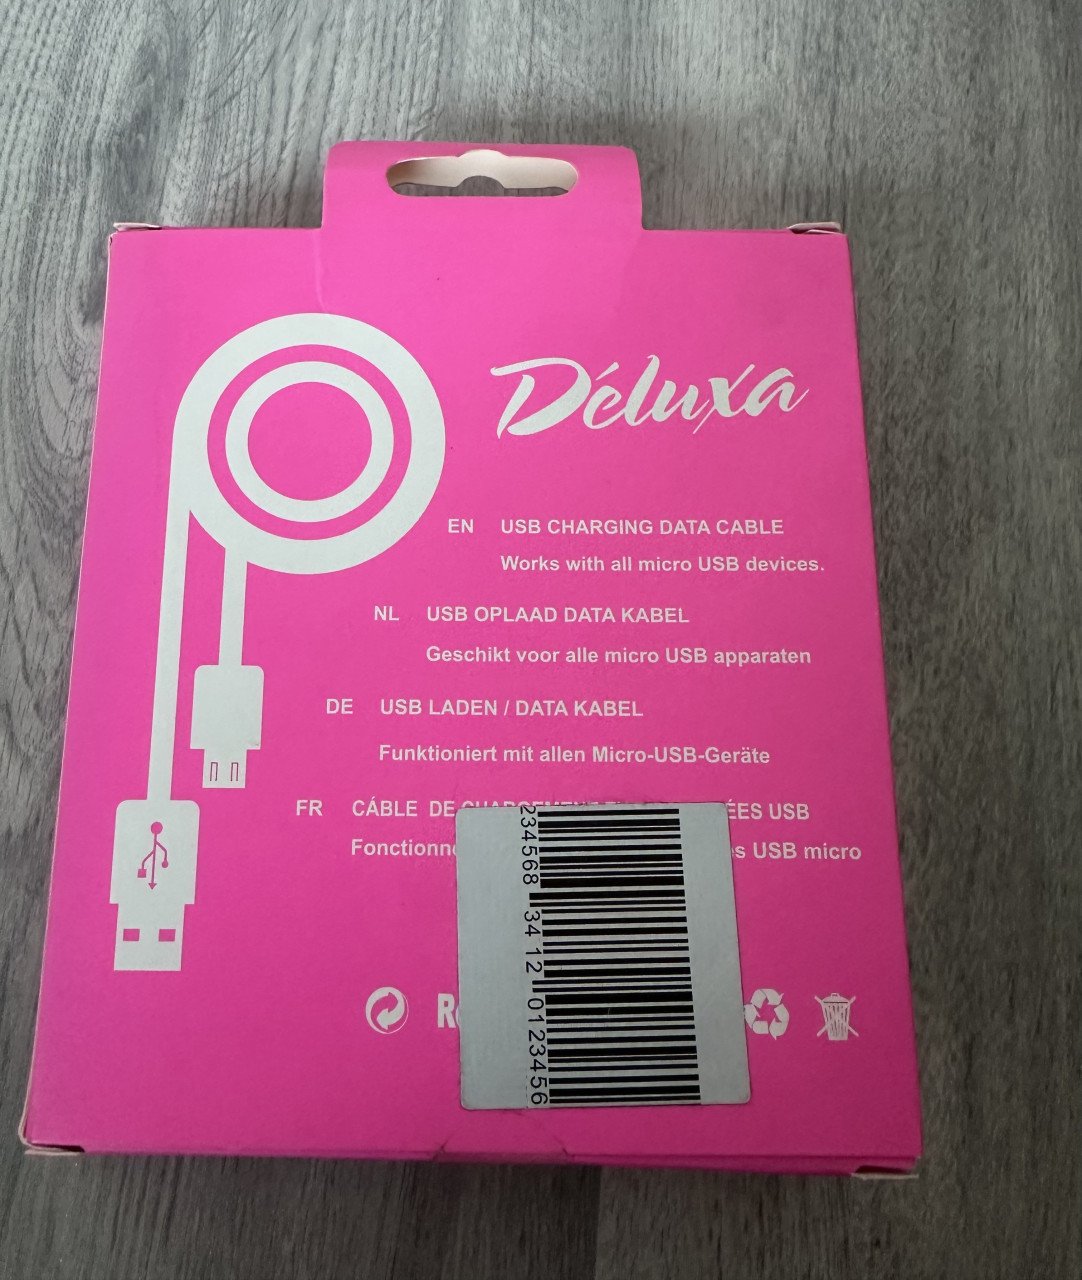 Déluxa
EN USB CHARGING DATA CABLE
Works with all micro USB devices.
NL USB OPLAAD DATA KABEL
Geschikt voor alle micro USB apparaten
DE USB LADEN / DATA KABEL
Funktioniert mit allen Micro-USB-Geräte
FR CÁBLE DE ÉES USB
Fonctionne es USB micro
R
234568 34 12 0123456